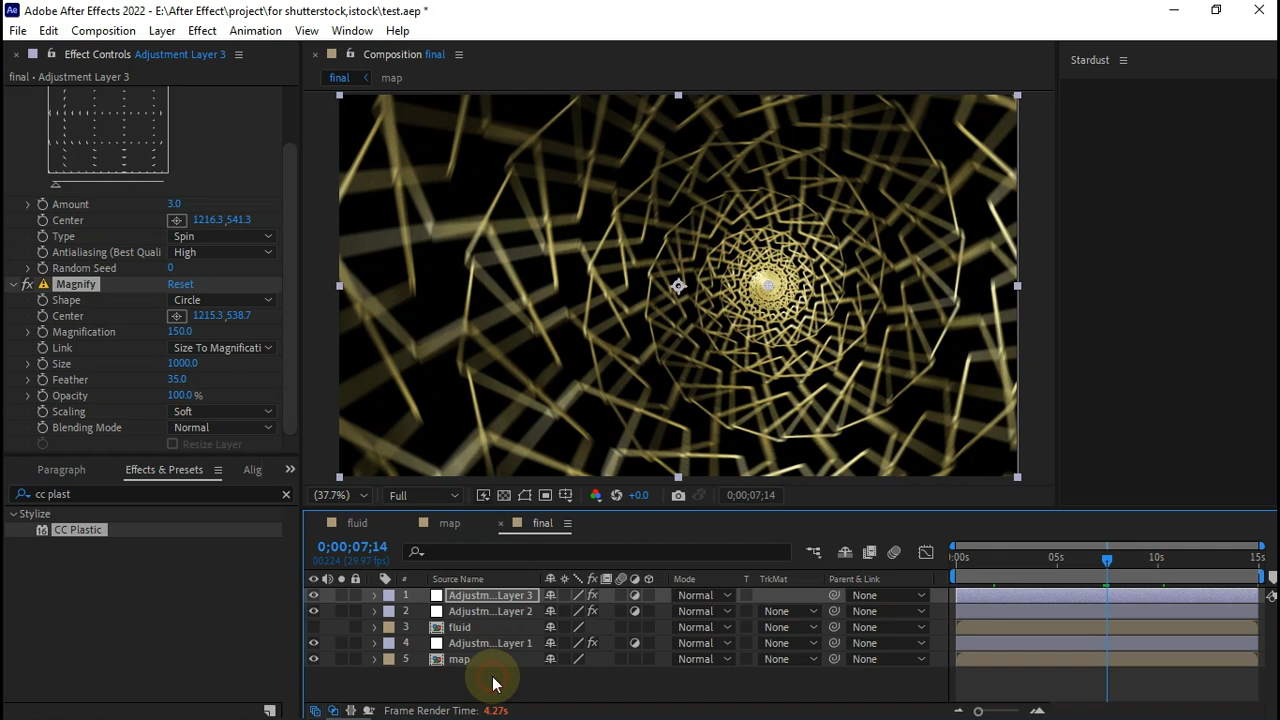 Adobe After Effects 2022 - E:\After Effect\project\for shutterstock,istock\test.aep *
File Edit Composition Layer Effect Animation View Window Help
Effect Controls Adjustment Layer 3
Composition final
Stardust
final • Adjustment Layer 3
final map
Amount 3.0
Center 1216.3,541.3
Type Spin
Antialiasing (Best Quali High
Random Seed 0
fx Magnify Reset
Shape Circle
Center 1215.3,538.7
Magnification 150.0
Link Size To Magnificati
Size 1000.0
Feather 35.0
Opacity 100.0 %
Scaling Soft
Blending Mode Normal
Resize Layer
Paragraph Effects & Presets Alig
(37.7%) Full +0.0 0;00;07;14
cc plast
Stylize
CC Plastic
fluid map final
0;00;07;14
00224 (29.97 fps)
:00s 05s 10s 15s
# Source Name fx Mode T TrkMat Parent & Link
1 Adjustm...Layer 3 fx Normal None
2 Adjustm...Layer 2 fx Normal None None
3 fluid Normal None None
4 Adjustm...Layer 1 fx Normal None None
5 map Normal None None
Frame Render Time: 4.27s